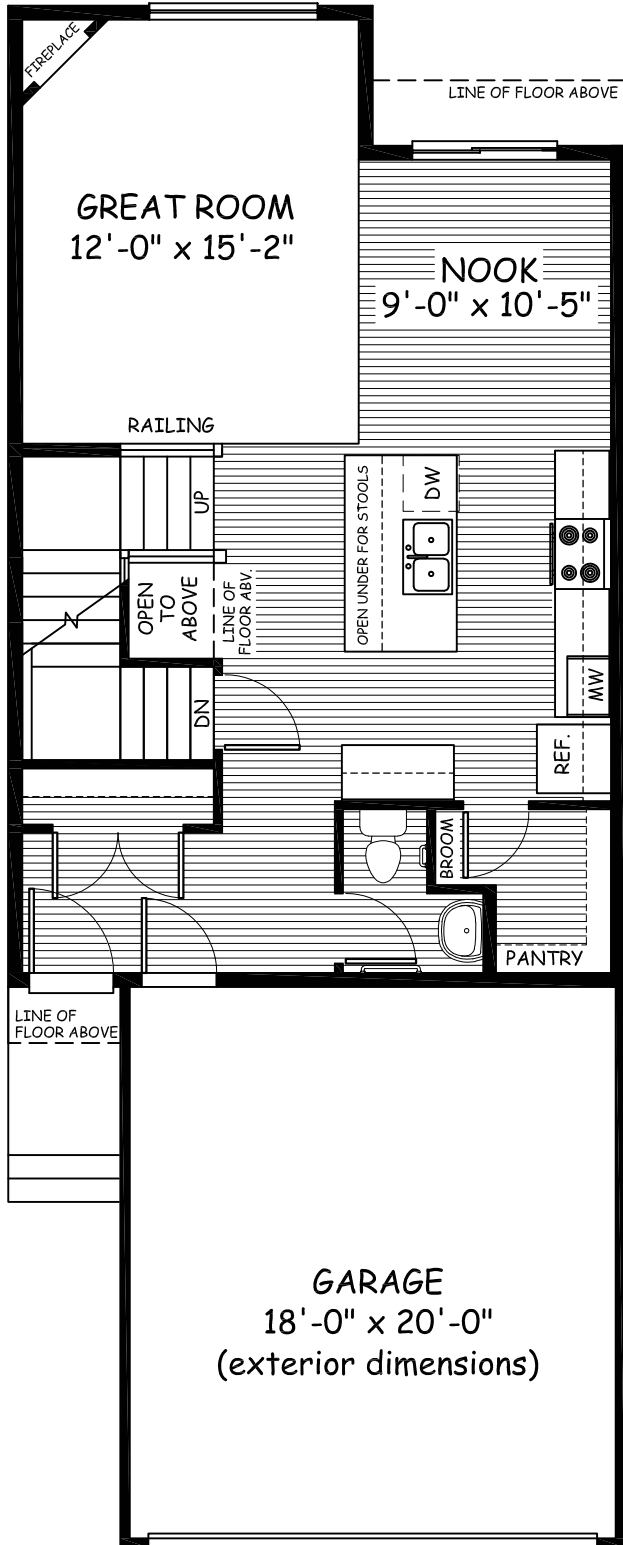 FIREPLACE
LINE OF FLOOR ABOVE
GREAT ROOM
12'-0" x 15'-2"
NOOK
9'-0" x 10'-5"
RAILING
UP
OPEN UNDER FOR STOOLS
DW
OPEN
TO
ABOVE
LINE OF
FLOOR ABV.
DN
MW
REF.
BROOM
PANTRY
LINE OF
FLOOR ABOVE
GARAGE
18'-0" x 20'-0"
(exterior dimensions)